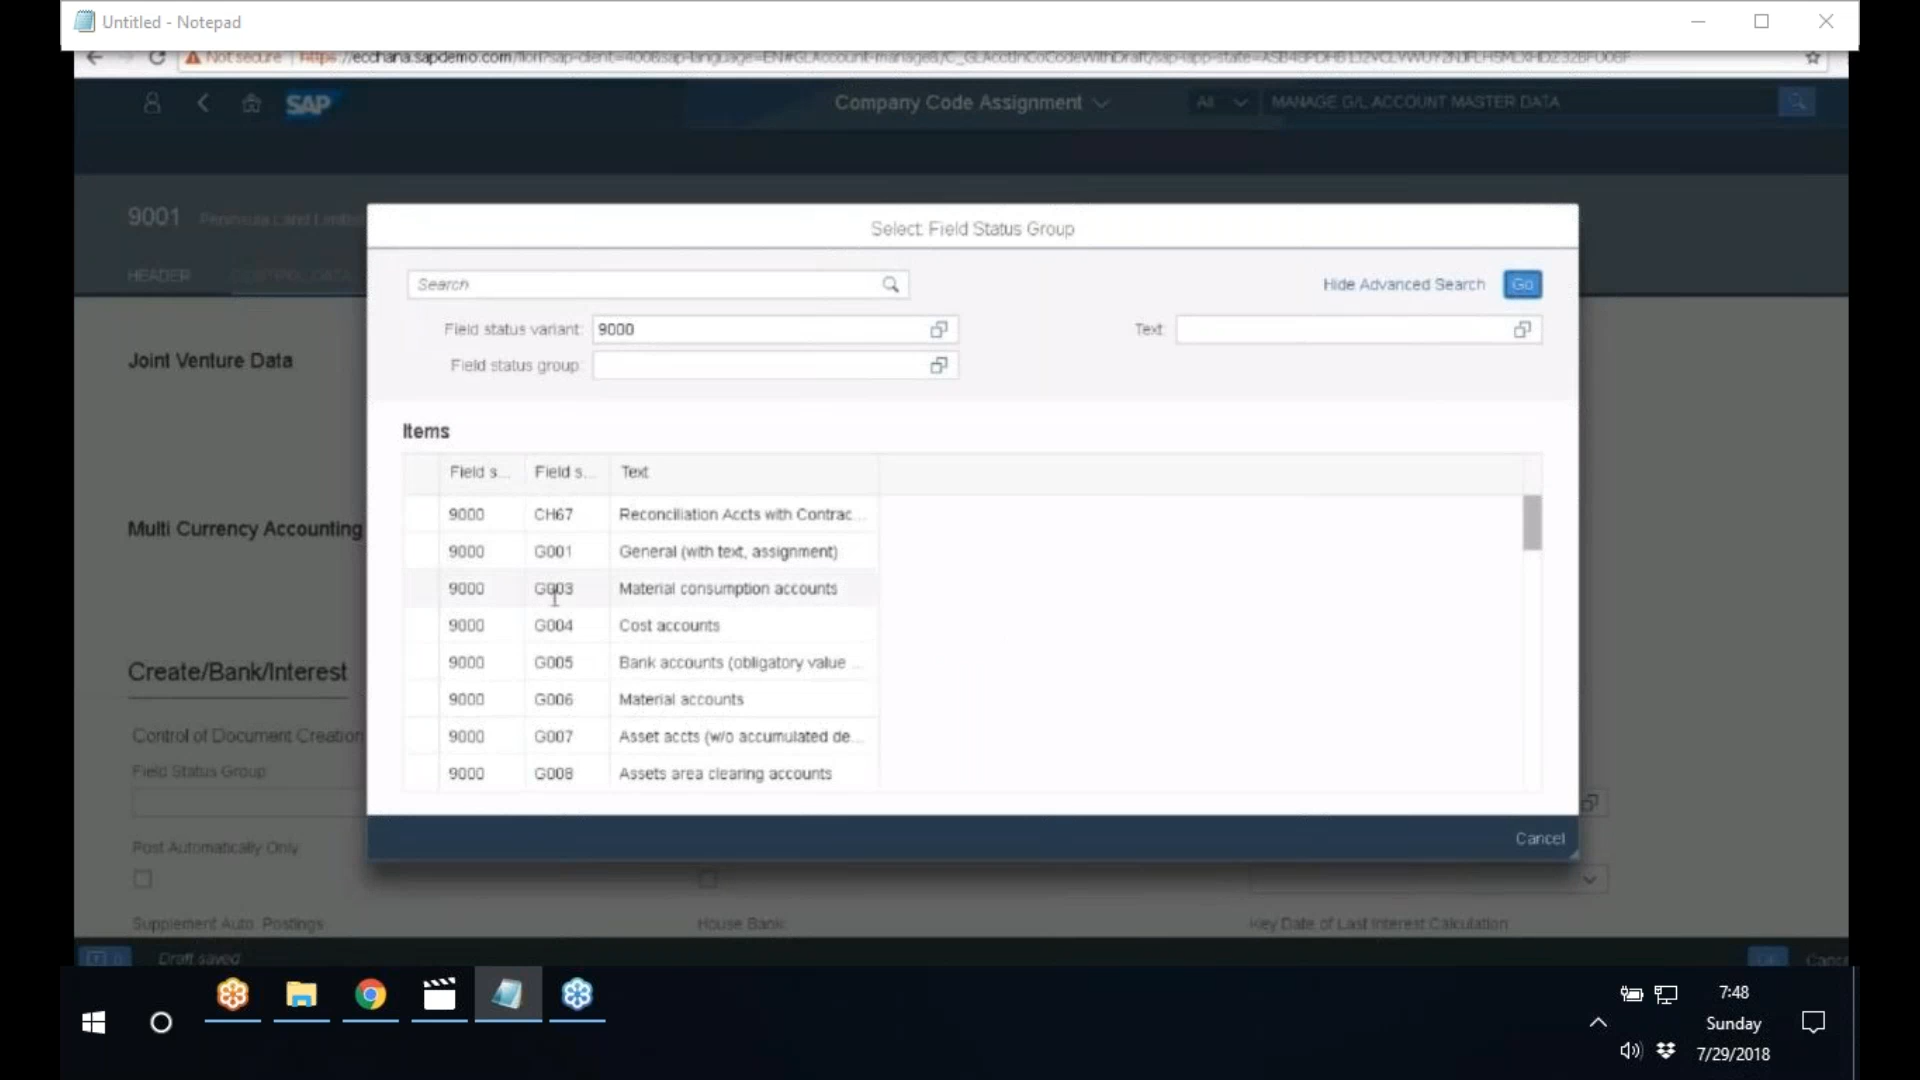 Untitled - Notepad
Not secure
SAP
Company Code Assignment
All
MANAGE G/L ACCOUNT MASTER DATA
9001 Peninsula Land Limited
HEADER
CONTROL DATA
Select: Field Status Group
Search
Hide Advanced Search
Go
Field status variant:
9000
Text:
Field status group:
Joint Venture Data
Items
Field s...
Field s...
Text
9000 CH67 Reconciliation Accts with Contrac...
Multi Currency Accounting
9000 G001 General (with text, assignment)
9000 G003 Material consumption accounts
9000 G004 Cost accounts
9000 G005 Bank accounts (obligatory value ...
Create/Bank/Interest
9000 G006 Material accounts
9000 G007 Asset accts (w/o accumulated de...
Control of Document Creation
9000 G008 Assets area clearing accounts
Field Status Group
Cancel
Post Automatically Only
Supplement Auto. Postings
House Bank:
Key Date of Last Interest Calculation
Draft saved
7:48
Sunday
7/29/2018